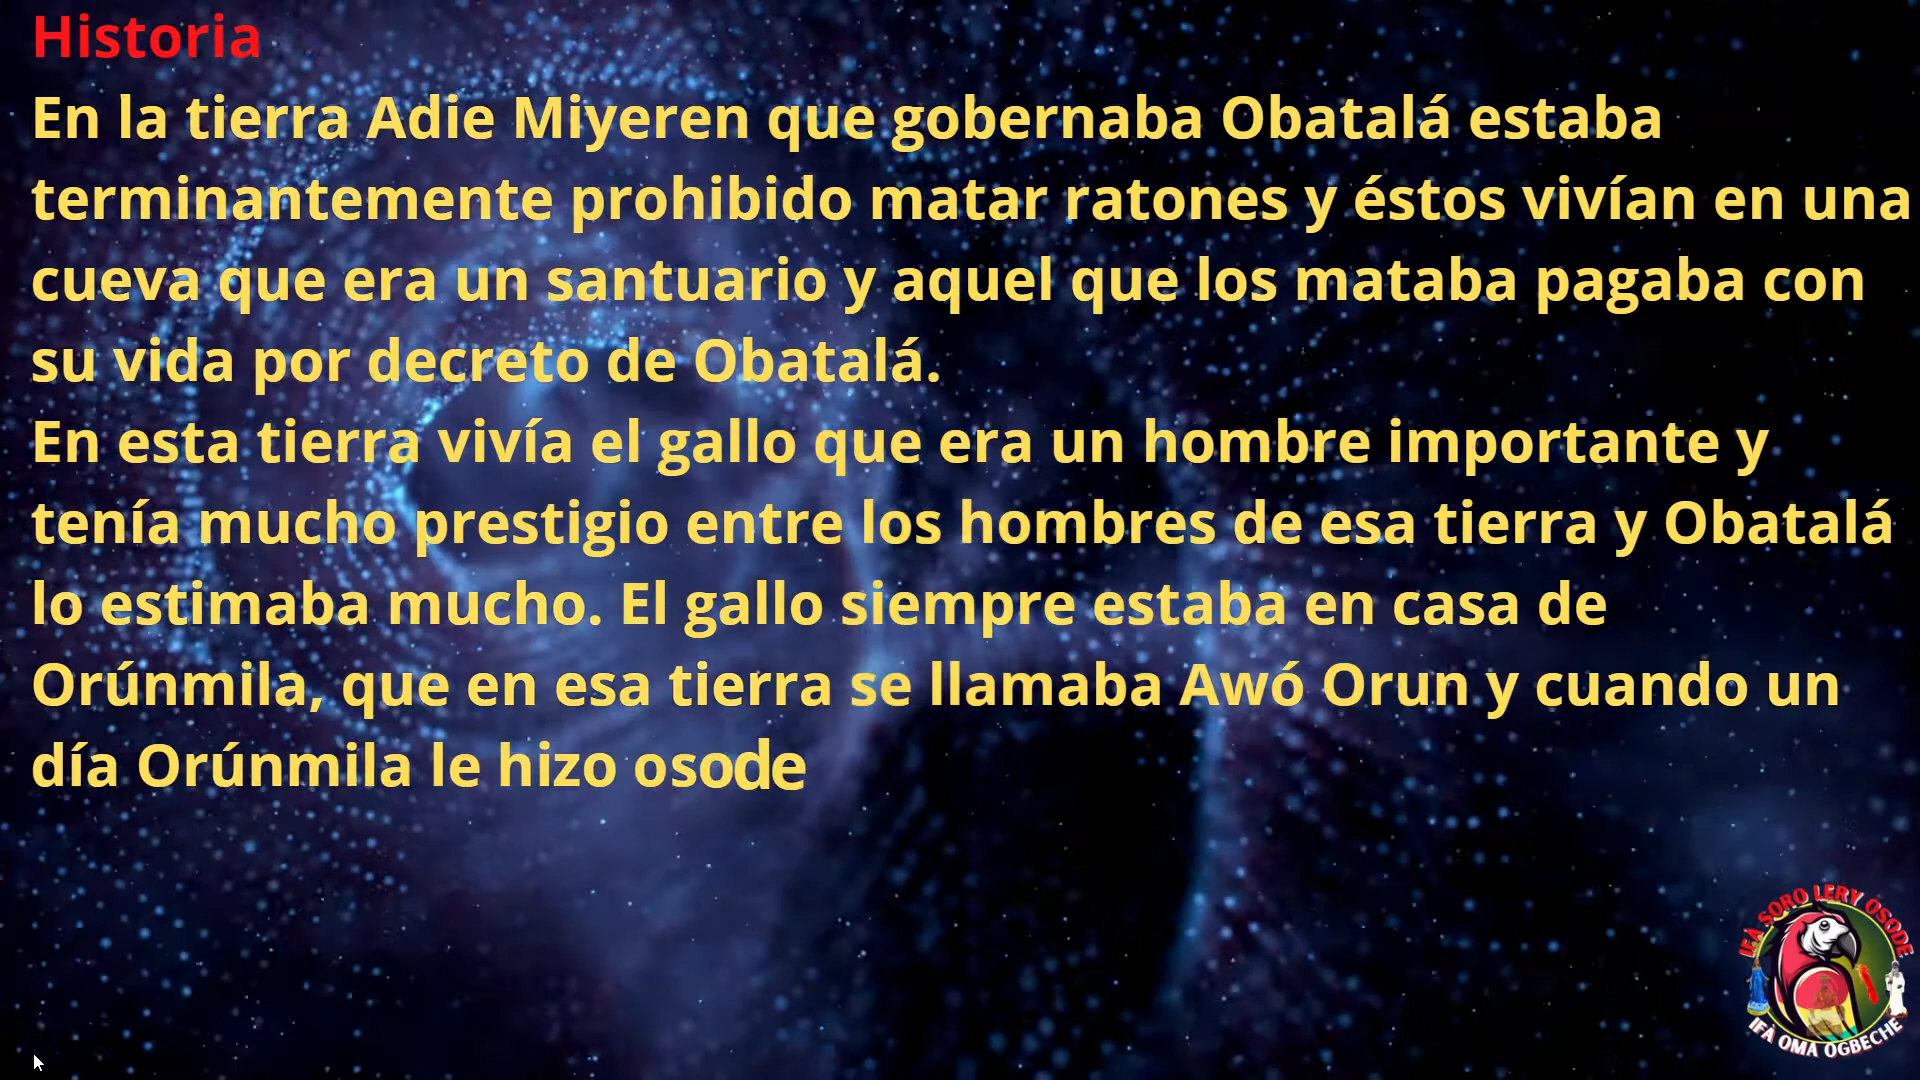 Historia
En la tierra Adie Miyeren que gobernaba Obatalá estaba
terminantemente prohibido matar ratones y éstos vivían en una
cueva que era un santuario y aquel que los mataba pagaba con
su vida por decreto de Obatalá.
En esta tierra vivía el gallo que era un hombre importante y
tenía mucho prestigio entre los hombres de esa tierra y Obatalá
lo estimaba mucho. El gallo siempre estaba en casa de
Orúnmila, que en esa tierra se llamaba Awó Orun y cuando un
día Orúnmila le hizo osode
IFÀ SORO LERY OSODE
IFÀ OMA OGBECHE